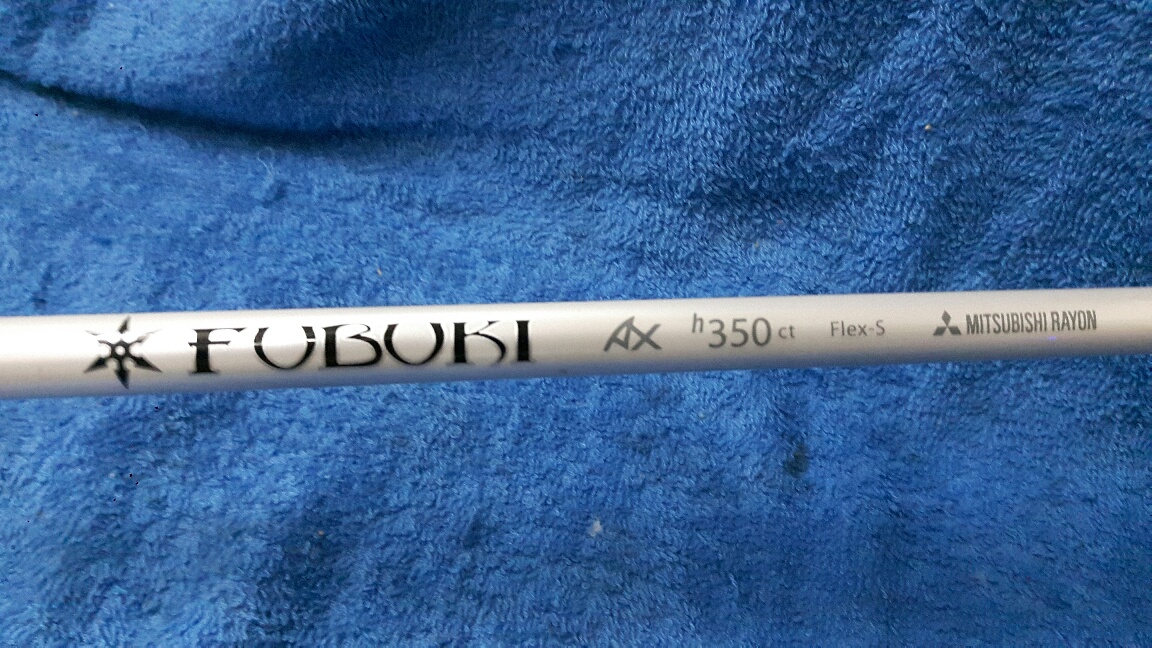 FUBUKI AX h350 ct Flex-S MITSUBISHI RAYON